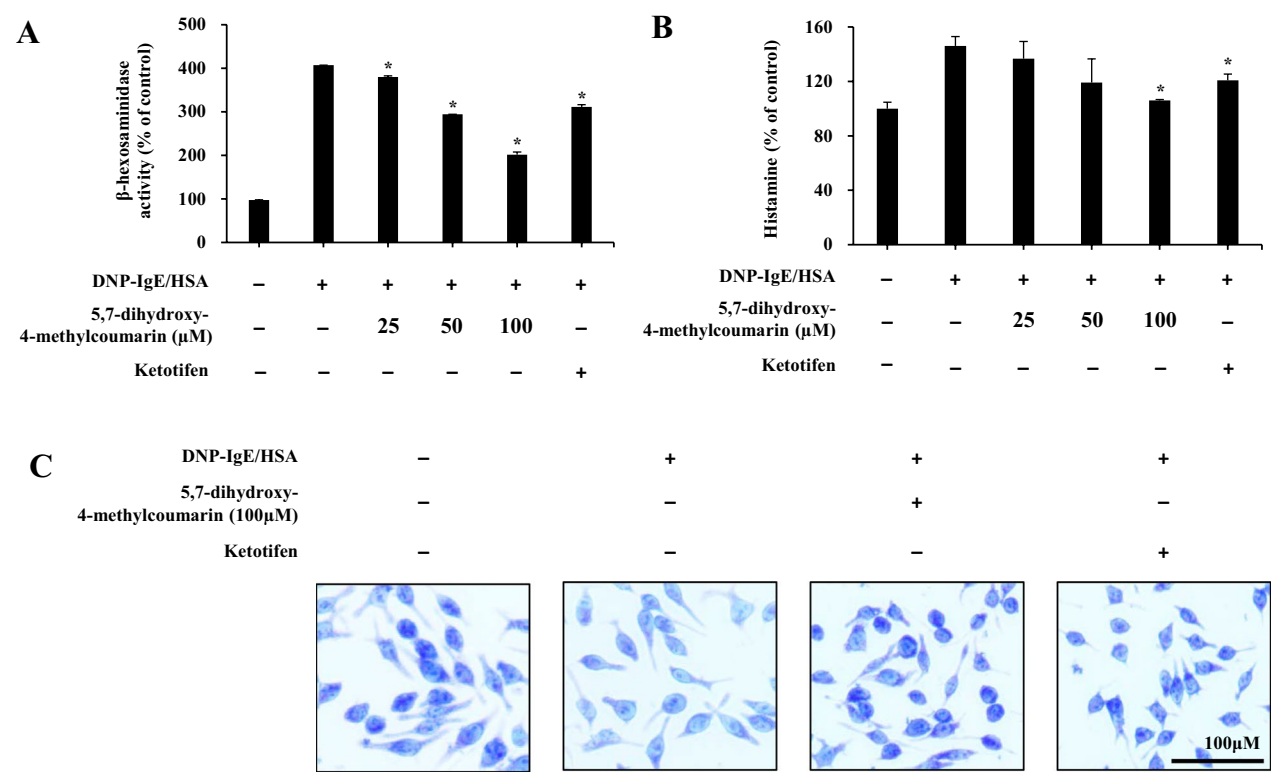 A
β-hexosaminidase
activity (% of control)
500
400
300
200
100
0
* * * *
DNP-IgE/HSA – + + + + +
5,7-dihydroxy-
4-methylcoumarin (µM) – – 25 50 100 –
Ketotifen – – – – – +
B
Histamine (% of control)
160
120
80
40
0
* *
DNP-IgE/HSA – + + + + +
5,7-dihydroxy-
4-methylcoumarin (µM) – – 25 50 100 –
Ketotifen – – – – – +
C
DNP-IgE/HSA – + + +
5,7-dihydroxy-
4-methylcoumarin (100µM) – – + –
Ketotifen – – – +
100µM